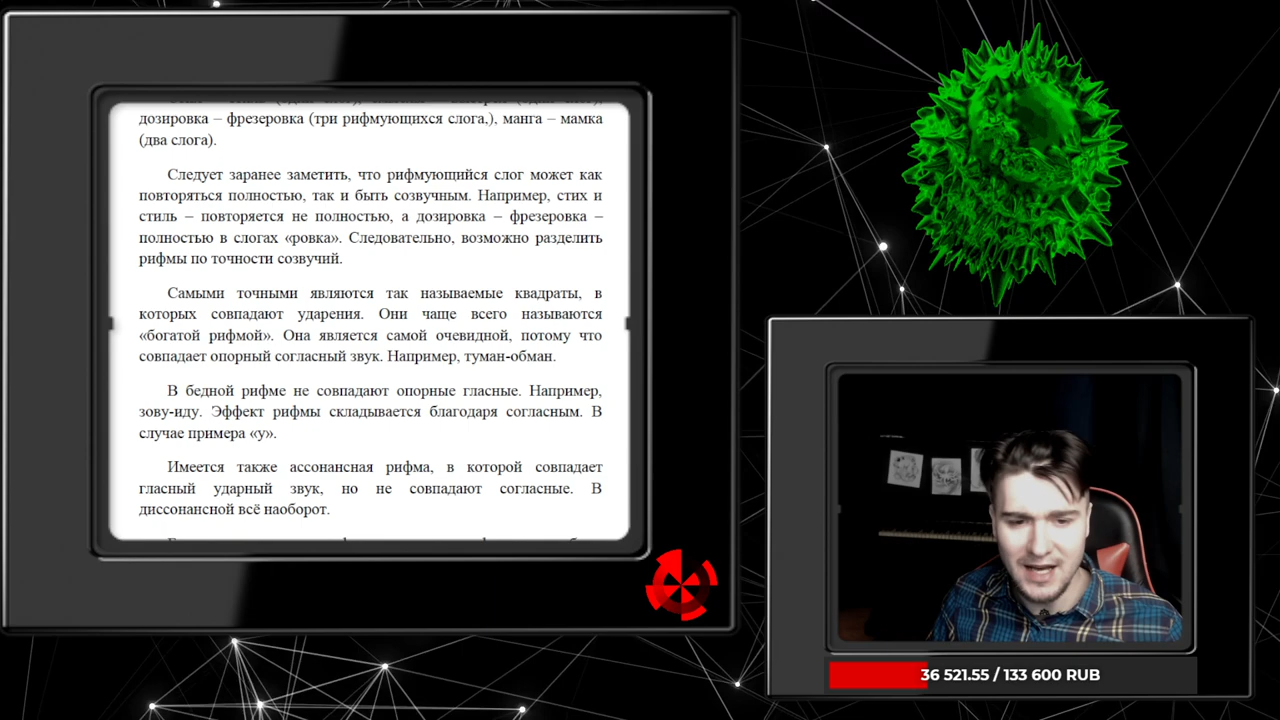 дозировка – фрезеровка (три рифмующихся слога,), манга – мамка
(два слога).
Следует заранее заметить, что рифмующийся слог может как
повторяться полностью, так и быть созвучным. Например, стих и
стиль – повторяется не полностью, а дозировка – фрезеровка –
полностью в слогах «ровка». Следовательно, возможно разделить
рифмы по точности созвучий.
Самыми точными являются так называемые квадраты, в
которых совпадают ударения. Они чаще всего называются
«богатой рифмой». Она является самой очевидной, потому что
совпадает опорный согласный звук. Например, туман-обман.
В бедной рифме не совпадают опорные гласные. Например,
зову-иду. Эффект рифмы складывается благодаря согласным. В
случае примера «у».
Имеется также ассонансная рифма, в которой совпадает
гласный ударный звук, но не совпадают согласные. В
диссонансной всё наоборот.
36 521.55 / 133 600 RUB